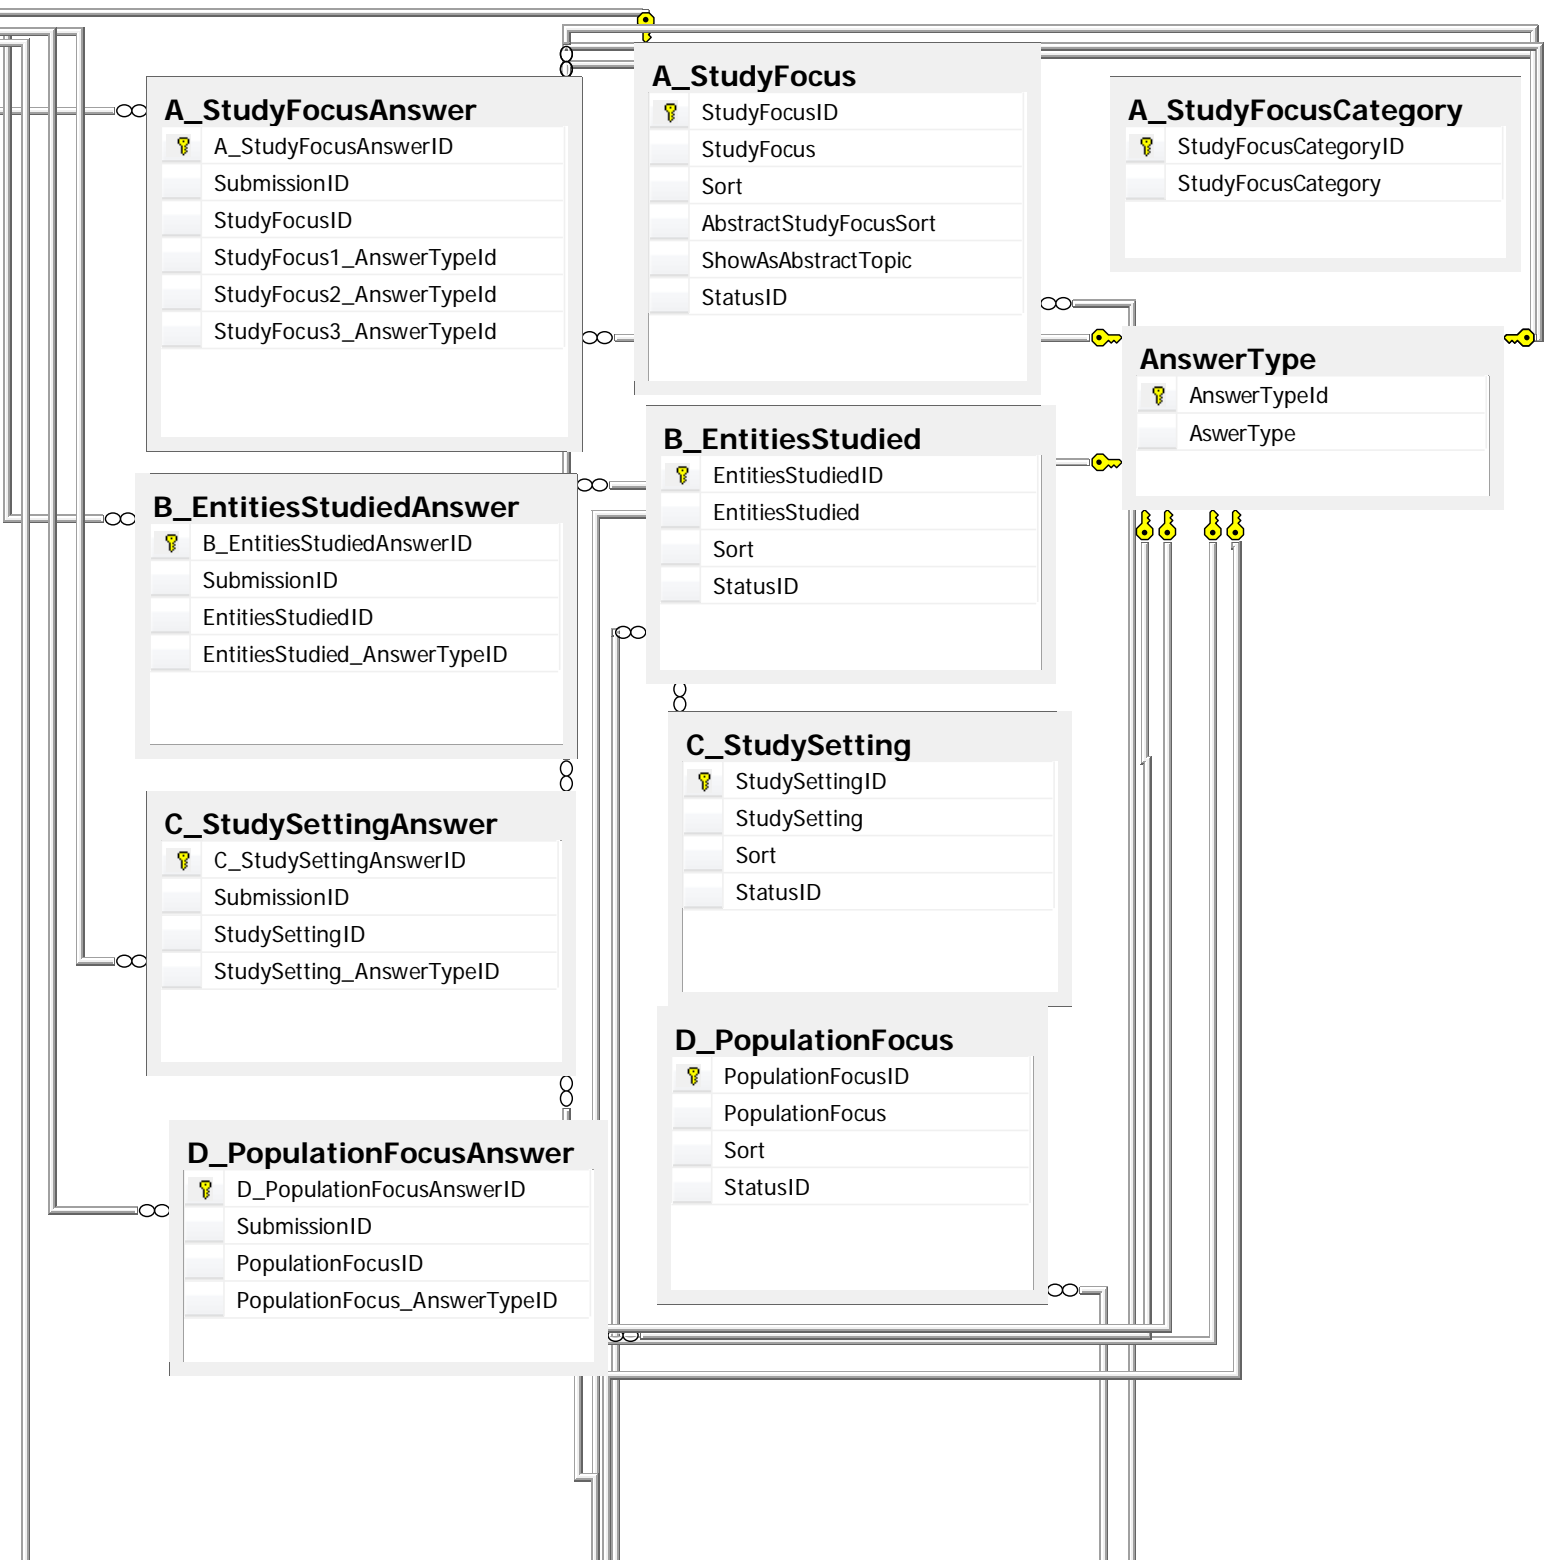 A_StudyFocusAnswer
A_StudyFocusAnswerID
SubmissionID
StudyFocusID
StudyFocus1_AnswerTypeId
StudyFocus2_AnswerTypeId
StudyFocus3_AnswerTypeId
A_StudyFocus
StudyFocusID
StudyFocus
Sort
AbstractStudyFocusSort
ShowAsAbstractTopic
StatusID
A_StudyFocusCategory
StudyFocusCategoryID
StudyFocusCategory
AnswerType
AnswerTypeId
AswerType
B_EntitiesStudiedAnswer
B_EntitiesStudiedAnswerID
SubmissionID
EntitiesStudiedID
EntitiesStudied_AnswerTypeID
B_EntitiesStudied
EntitiesStudiedID
EntitiesStudied
Sort
StatusID
C_StudySettingAnswer
C_StudySettingAnswerID
SubmissionID
StudySettingID
StudySetting_AnswerTypeID
C_StudySetting
StudySettingID
StudySetting
Sort
StatusID
D_PopulationFocusAnswer
D_PopulationFocusAnswerID
SubmissionID
PopulationFocusID
PopulationFocus_AnswerTypeID
D_PopulationFocus
PopulationFocusID
PopulationFocus
Sort
StatusID